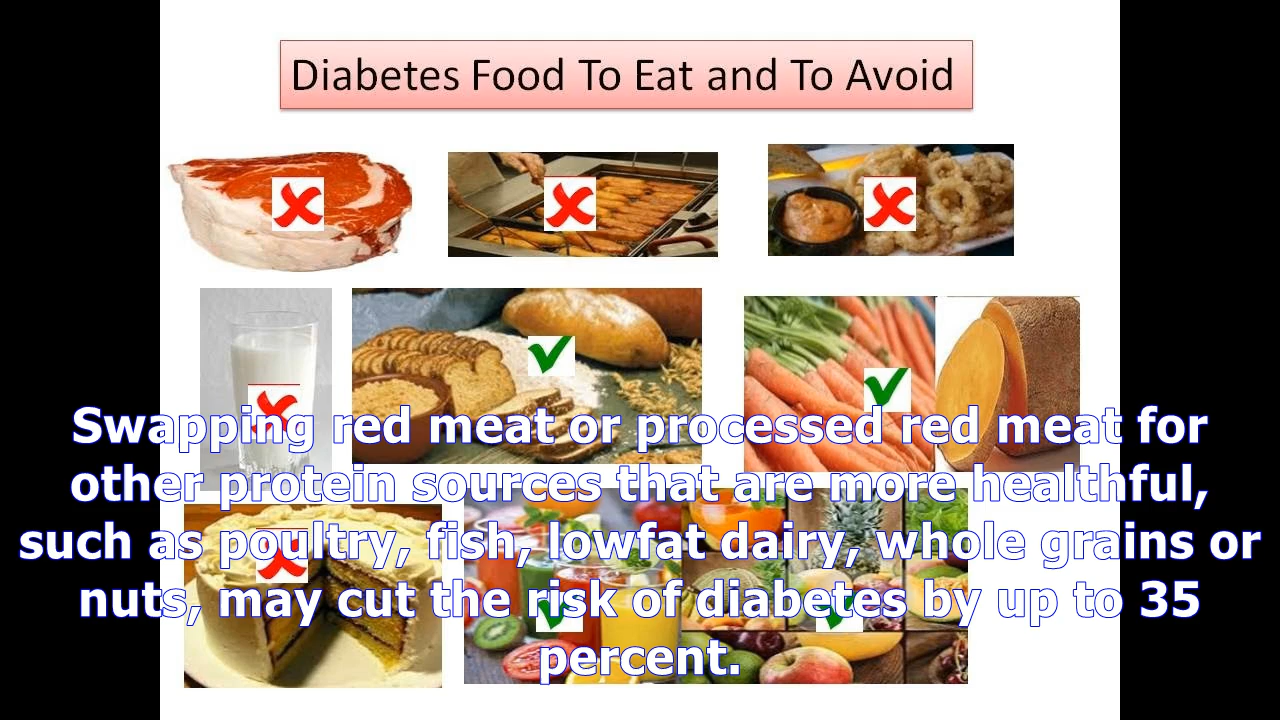 Diabetes Food To Eat and To Avoid
Swapping red meat or processed red meat for
other protein sources that are more healthful,
such as poultry, fish, lowfat dairy, whole grains or
nuts, may cut the risk of diabetes by up to 35
percent.